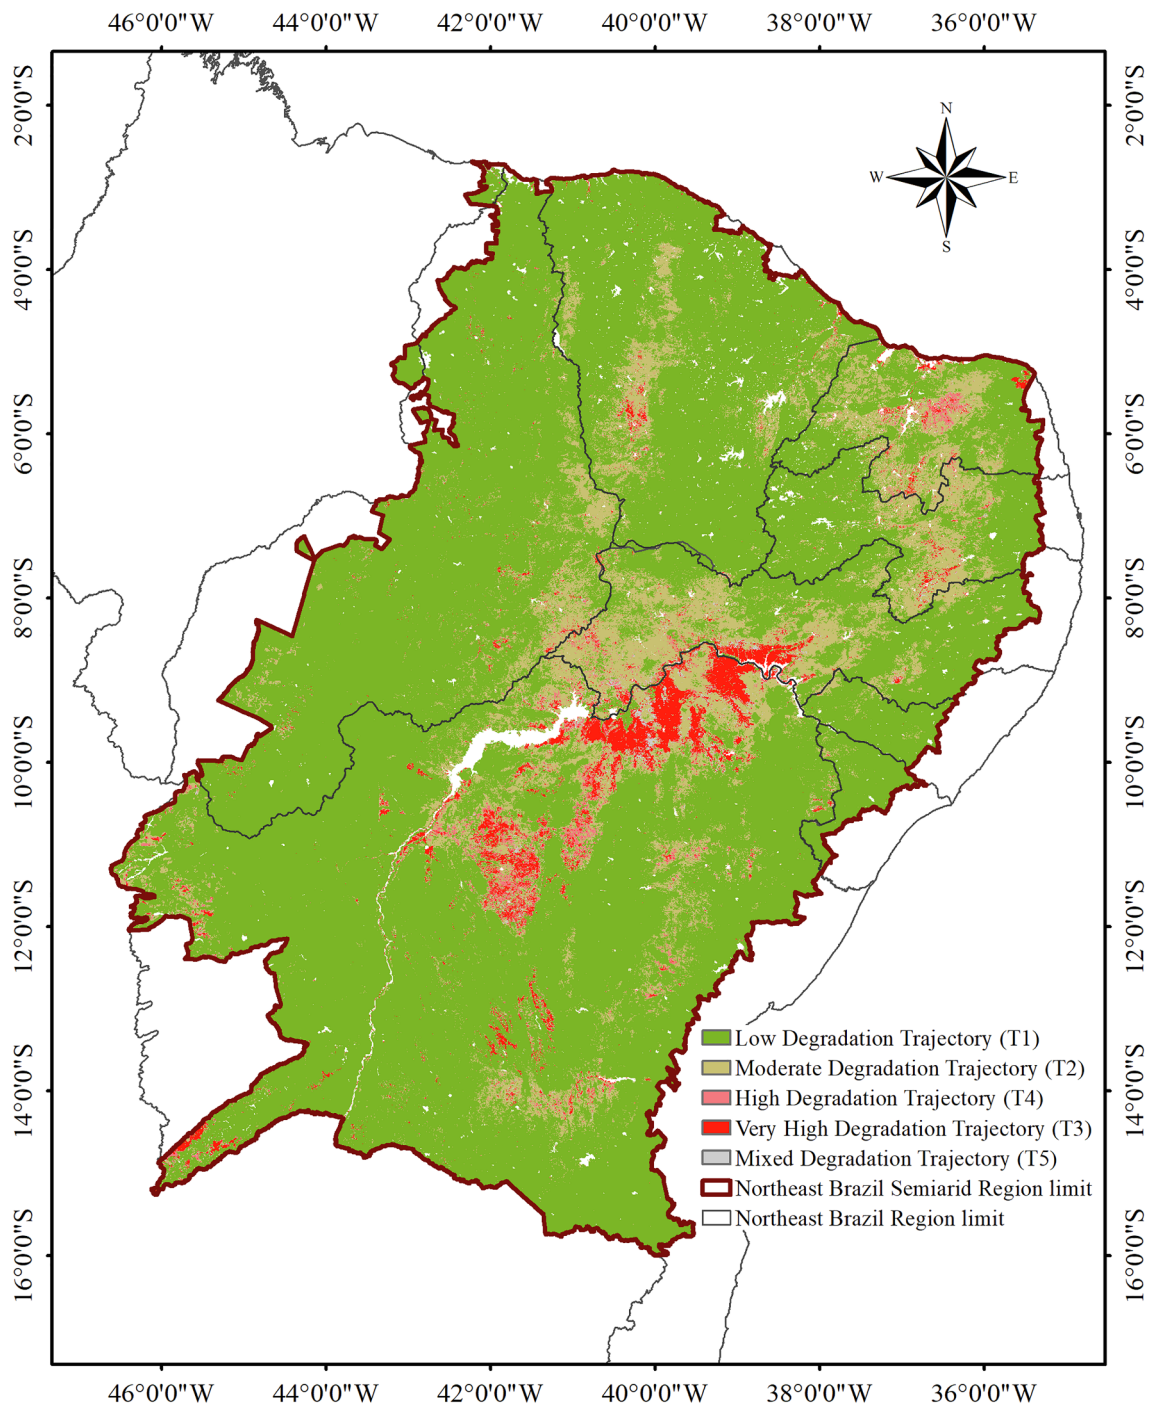 46°0'0"W 44°0'0"W 42°0'0"W 40°0'0"W 38°0'0"W 36°0'0"W
2°0'0"S 2°0'0"S
N
W E
S
4°0'0"S 4°0'0"S
6°0'0"S 6°0'0"S
8°0'0"S 8°0'0"S
10°0'0"S 10°0'0"S
12°0'0"S 12°0'0"S
Low Degradation Trajectory (T1)
Moderate Degradation Trajectory (T2)
14°0'0"S 14°0'0"S
High Degradation Trajectory (T4)
Very High Degradation Trajectory (T3)
Mixed Degradation Trajectory (T5)
Northeast Brazil Semiarid Region limit
Northeast Brazil Region limit
16°0'0"S 16°0'0"S
46°0'0"W 44°0'0"W 42°0'0"W 40°0'0"W 38°0'0"W 36°0'0"W